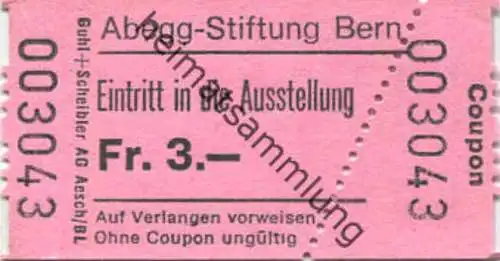 Abegg-Stiftung Bern
Eintritt in die Ausstellung
Fr. 3.—
Auf Verlangen vorweisen
Ohne Coupon ungültig
003043
Guhl + Scheibler AG Aesch/BL
003043
Coupon
heimatsammlung